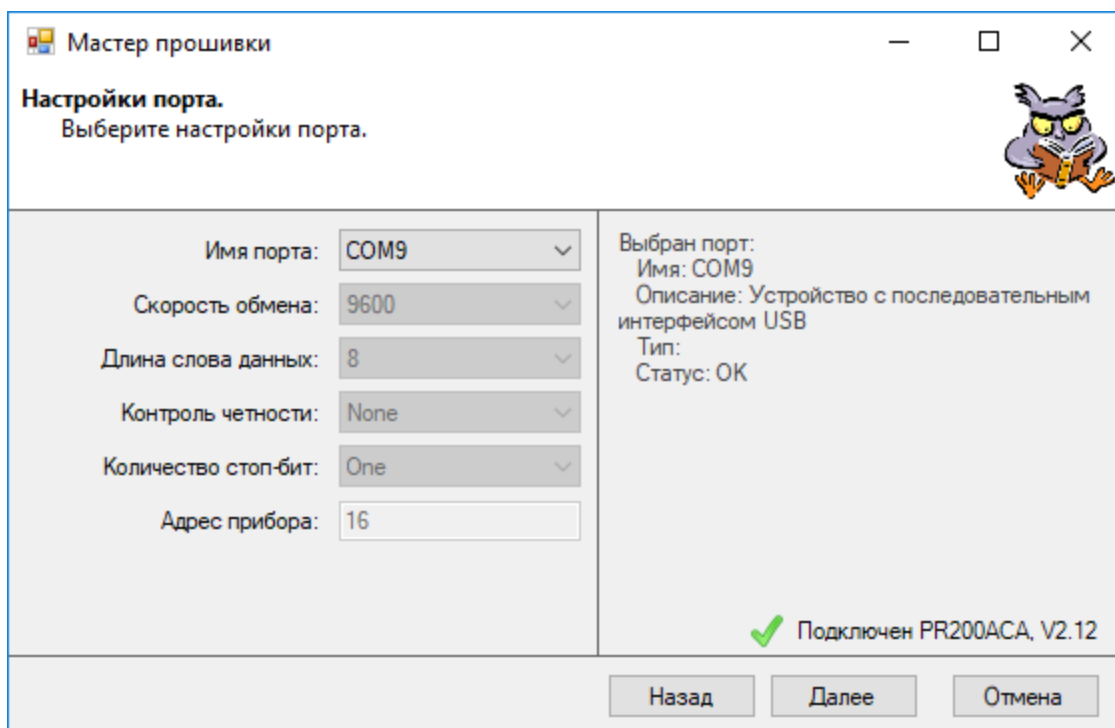 Мастер прошивки
Настройки порта.
Выберите настройки порта.
Имя порта: COM9
Скорость обмена: 9600
Длина слова данных: 8
Контроль четности: None
Количество стоп-бит: One
Адрес прибора: 16
Выбран порт:
Имя: COM9
Описание: Устройство с последовательным
интерфейсом USB
Тип:
Статус: OK
Подключен PR200ACA, V2.12
Назад
Далее
Отмена